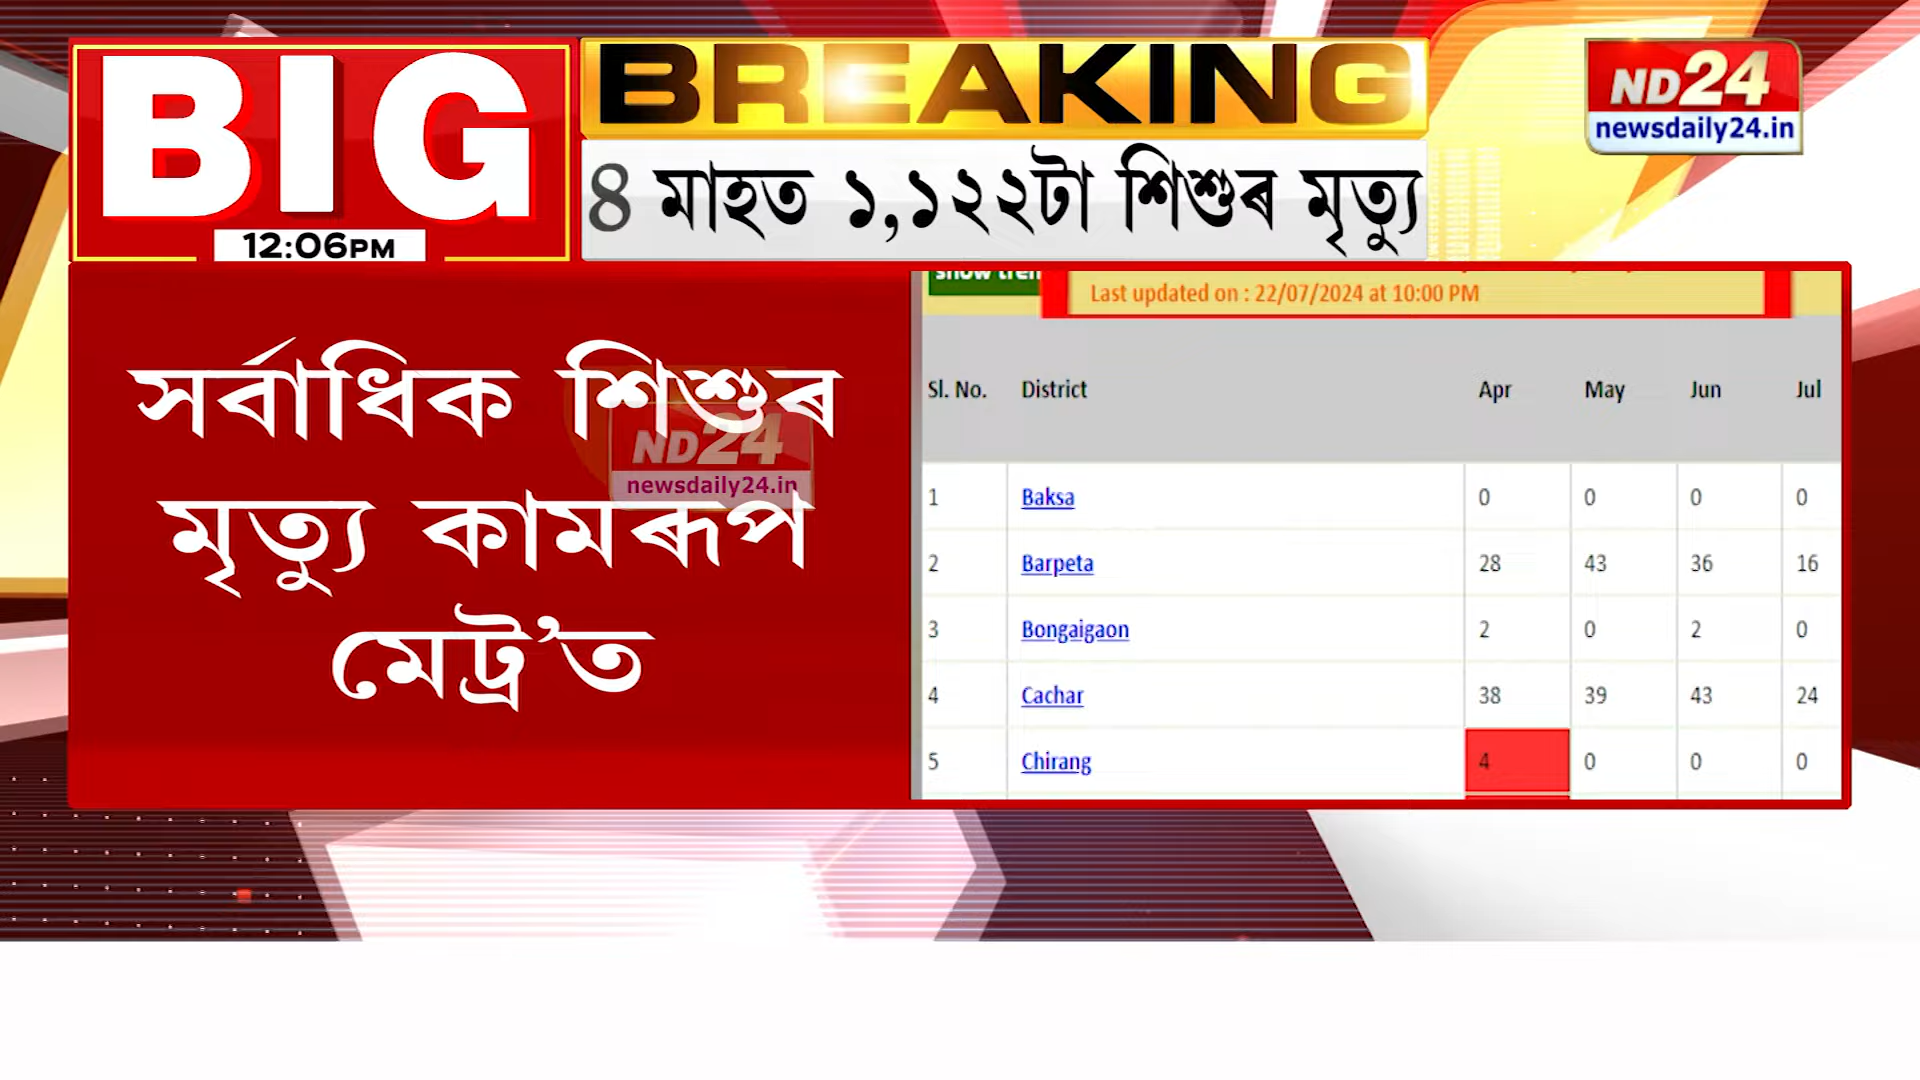 BIG
12:06PM
BREAKING
৪ মাহত ১,১২২টা শিশুৰ মৃত্যু
ND24
newsdaily24.in
সৰ্বাধিক শিশুৰ
মৃত্যু কামৰূপ
মেট্ৰ'ত
ND24
newsdaily24.in
show
Last updated on : 22/07/2024 at 10:00 PM
Sl. No. District Apr May Jun Jul
1 Baksa 0 0 0 0
2 Barpeta 28 43 36 16
3 Bongaigaon 2 0 2 0
4 Cachar 38 39 43 24
5 Chirang 4 0 0 0